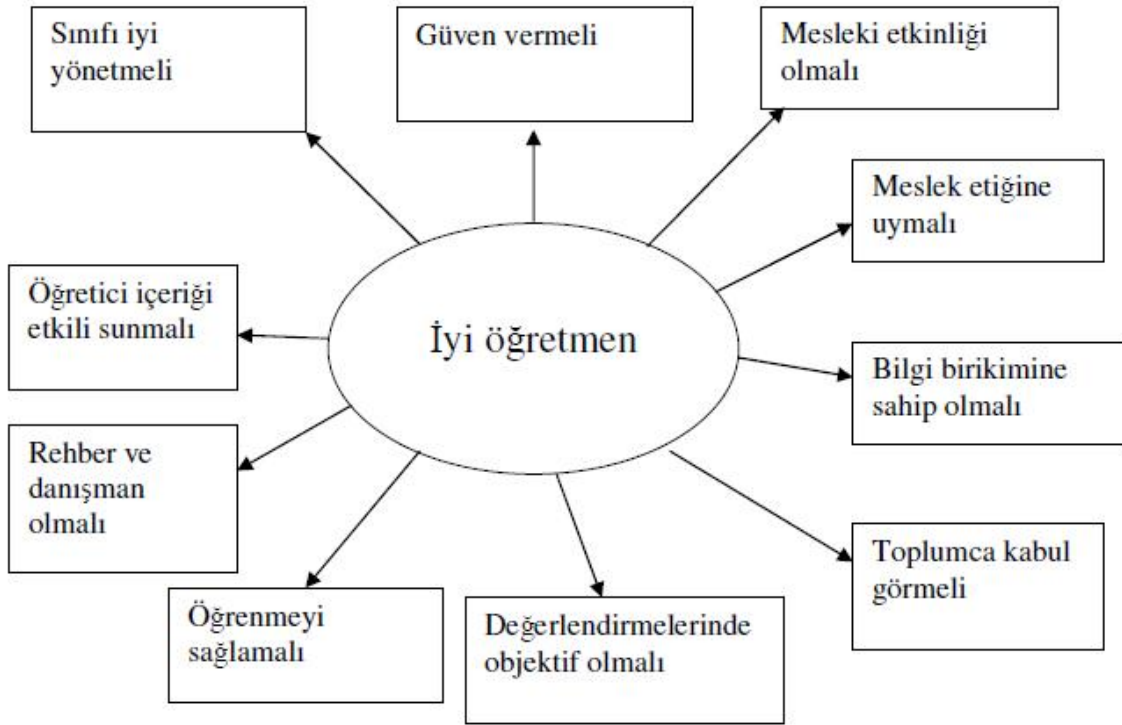 Sınıfı iyi
yönetmeli
Güven vermeli
Mesleki etkinliği
olmalı
Meslek etiğine
uymalı
Öğretici içeriği
etkili sunmalı
İyi öğretmen
Bilgi birikimine
sahip olmalı
Rehber ve
danışman
olmalı
Toplumca kabul
görmeli
Öğrenmeyi
sağlamalı
Değerlendirmelerinde
objektif olmalı